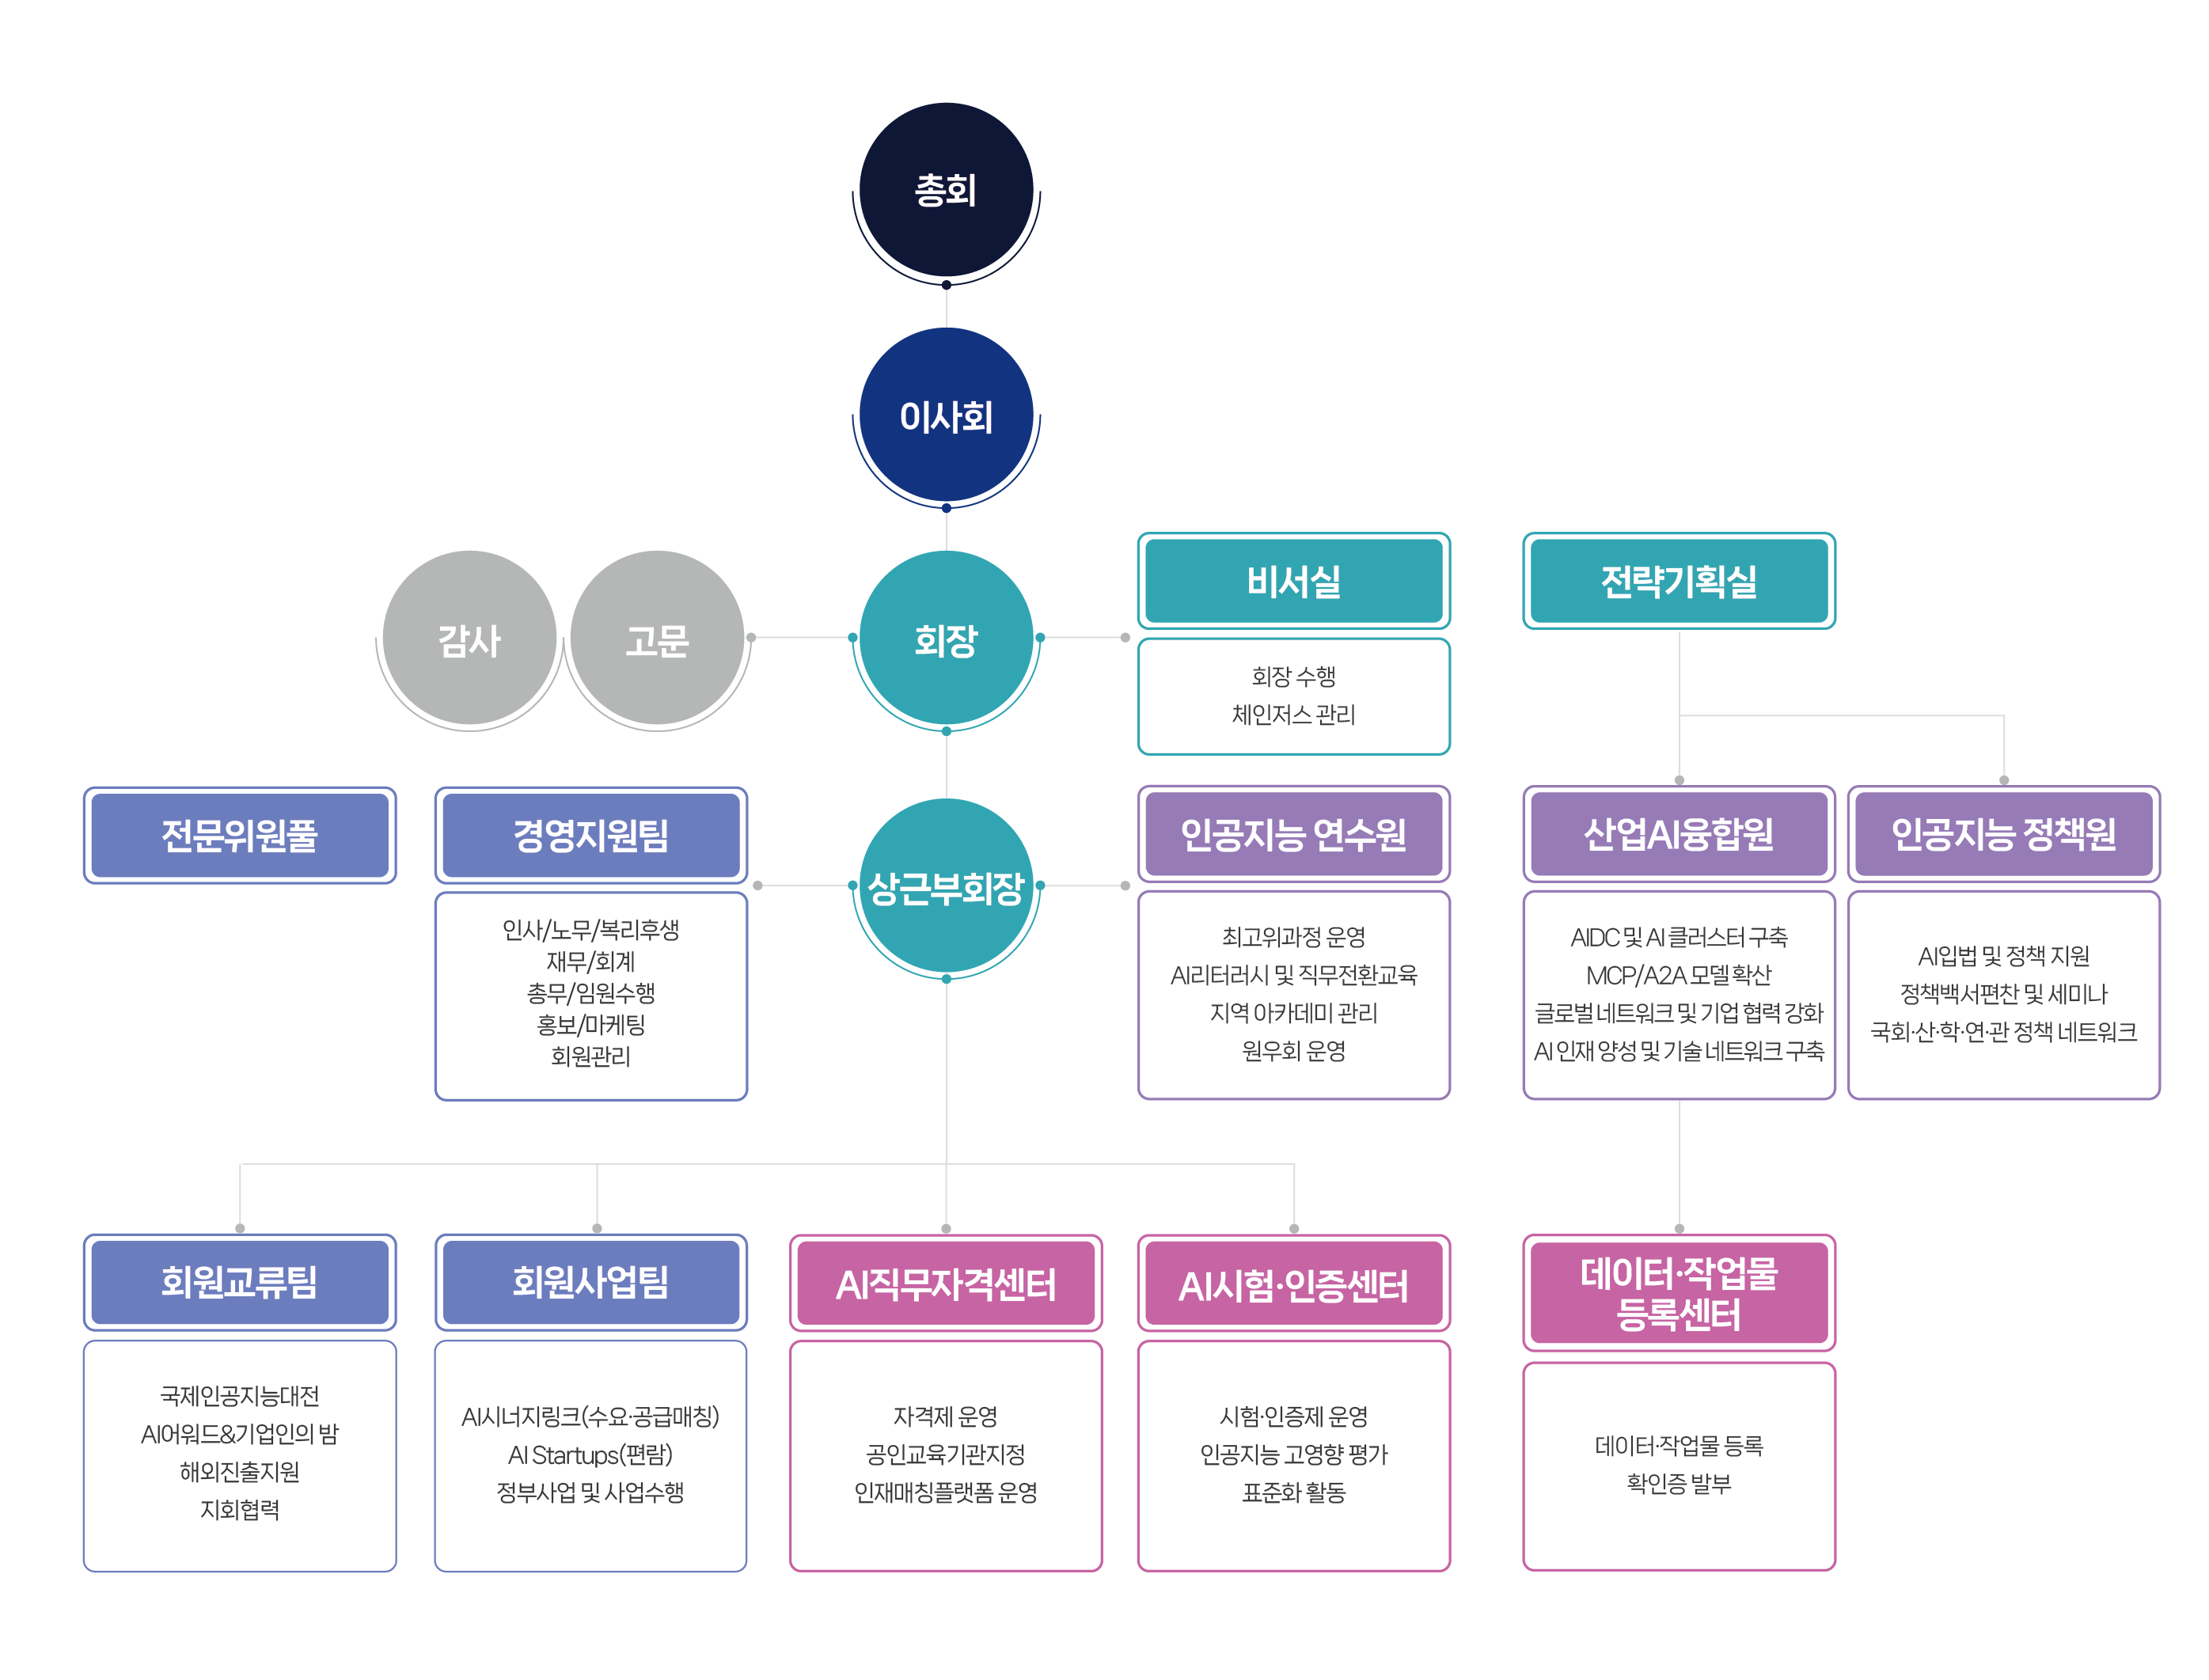 총회
이사회
감사
고문
회장
비서실
회장 수행
체인저스 관리
전략기획실
전문위원풀
경영지원팀
인사/노무/복리후생
재무/회계
총무/임원수행
홍보/마케팅
회원관리
상근부회장
인공지능 연수원
최고위과정 운영
AI리터러시 및 직무전환교육
지역 아카데미 관리
원우회 운영
산업AI융합원
AIDC 및 AI 클러스터 구축
MCP/A2A 모델 확산
글로벌 네트워크 및 기업 협력 강화
AI 인재 양성 및 기술 네트워크 구축
인공지능 정책원
AI입법 및 정책 지원
정책백서편찬 및 세미나
국회·산·학·연·관 정책 네트워크
회원교류팀
국제인공지능대전
AI어워드&기업인의 밤
해외진출지원
지회협력
회원사업팀
AI시너지링크(수요·공급매칭)
AI Startups(편람)
정부사업 및 사업수행
AI직무자격센터
자격제 운영
공인교육기관지정
인재매칭플랫폼 운영
AI시험·인증센터
시험·인증제 운영
인공지능 고영향 평가
표준화 활동
데이터·작업물
등록센터
데이터·작업물 등록
확인증 발부